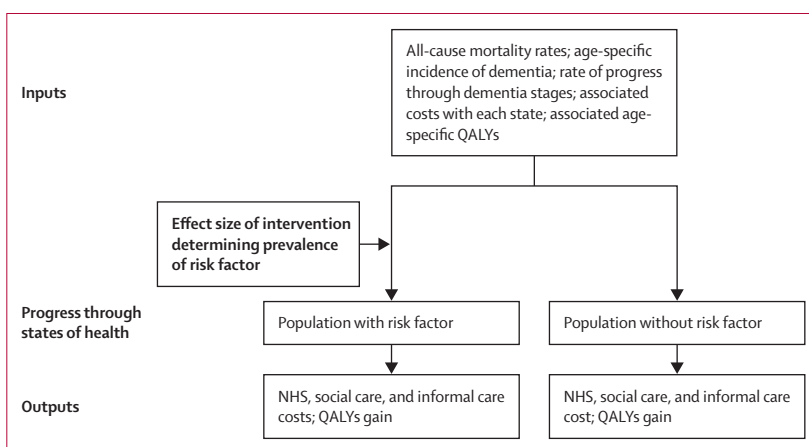 Inputs
All-cause mortality rates; age-specific
incidence of dementia; rate of progress
through dementia stages; associated
costs with each state; associated age-
specific QALYs
Effect size of intervention
determining prevalence
of risk factor
Progress through
states of health
Population with risk factor
Population without risk factor
Outputs
NHS, social care, and informal care
costs; QALYs gain
NHS, social care, and informal care
cost; QALYs gain